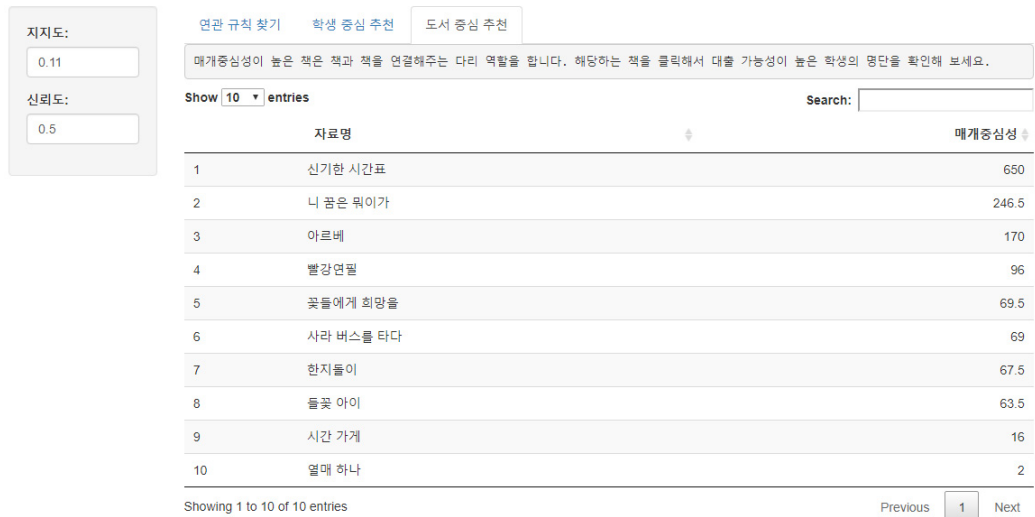 지지도:
0.11
신뢰도:
0.5
연관 규칙 찾기 학생 중심 추천 도서 중심 추천
매개중심성이 높은 책은 책과 책을 연결해주는 다리 역할을 합니다. 해당하는 책을 클릭해서 대출 가능성이 높은 학생의 명단을 확인해 보세요.
Show 10 entries Search:
자료명 매개중심성
1 신기한 시간표 650
2 니 꿈은 뭐이가 246.5
3 아르베 170
4 빨강연필 96
5 꽃들에게 희망을 69.5
6 사라 버스를 타다 69
7 한지돌이 67.5
8 들꽃 아이 63.5
9 시간 가게 16
10 열매 하나 2
Showing 1 to 10 of 10 entries Previous 1 Next